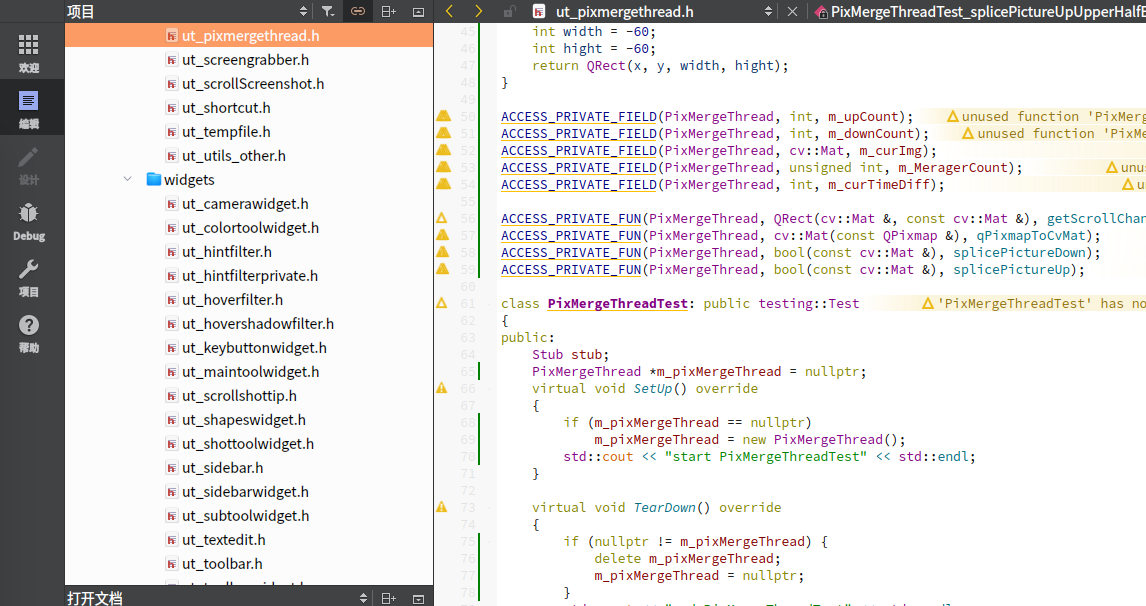 项目
ut_pixmergethread.h
PixMergeThreadTest_splicePictureUpUpperHalf
欢迎
编辑
设计
Debug
项目
帮助
ut_pixmergethread.h
ut_screengrabber.h
ut_scrollScreenshot.h
ut_shortcut.h
ut_tempfile.h
ut_utils_other.h
widgets
ut_camerawidget.h
ut_colortoolwidget.h
ut_hintfilter.h
ut_hintfilterprivate.h
ut_hoverfilter.h
ut_hovershadowfilter.h
ut_keybuttonwidget.h
ut_maintoolwidget.h
ut_scrollshottip.h
ut_shapeswidget.h
ut_shottoolwidget.h
ut_sidebar.h
ut_sidebarwidget.h
ut_subtoolwidget.h
ut_textedit.h
ut_toolbar.h
打开文档
45 int width = -60;
46 int hight = -60;
47 return QRect(x, y, width, hight);
48 }
49
50 ACCESS_PRIVATE_FIELD(PixMergeThread, int, m_upCount); unused function 'PixMerg
51 ACCESS_PRIVATE_FIELD(PixMergeThread, int, m_downCount); unused function 'PixM
52 ACCESS_PRIVATE_FIELD(PixMergeThread, cv::Mat, m_curImg);
53 ACCESS_PRIVATE_FIELD(PixMergeThread, unsigned int, m_MeragerCount); unu
54 ACCESS_PRIVATE_FIELD(PixMergeThread, int, m_curTimeDiff); u
55
56 ACCESS_PRIVATE_FUN(PixMergeThread, QRect(cv::Mat &, const cv::Mat &), getScrollChan
57 ACCESS_PRIVATE_FUN(PixMergeThread, cv::Mat(const QPixmap &), qPixmapToCvMat);
58 ACCESS_PRIVATE_FUN(PixMergeThread, bool(const cv::Mat &), splicePictureDown);
59 ACCESS_PRIVATE_FUN(PixMergeThread, bool(const cv::Mat &), splicePictureUp);
60
61 class PixMergeThreadTest: public testing::Test 'PixMergeThreadTest' has no
62 {
63 public:
64 Stub stub;
65 PixMergeThread *m_pixMergeThread = nullptr;
66 virtual void SetUp() override
67 {
68 if (m_pixMergeThread == nullptr)
69 m_pixMergeThread = new PixMergeThread();
70 std::cout << "start PixMergeThreadTest" << std::endl;
71 }
72
73 virtual void TearDown() override
74 {
75 if (nullptr != m_pixMergeThread) {
76 delete m_pixMergeThread;
77 m_pixMergeThread = nullptr;
78 }